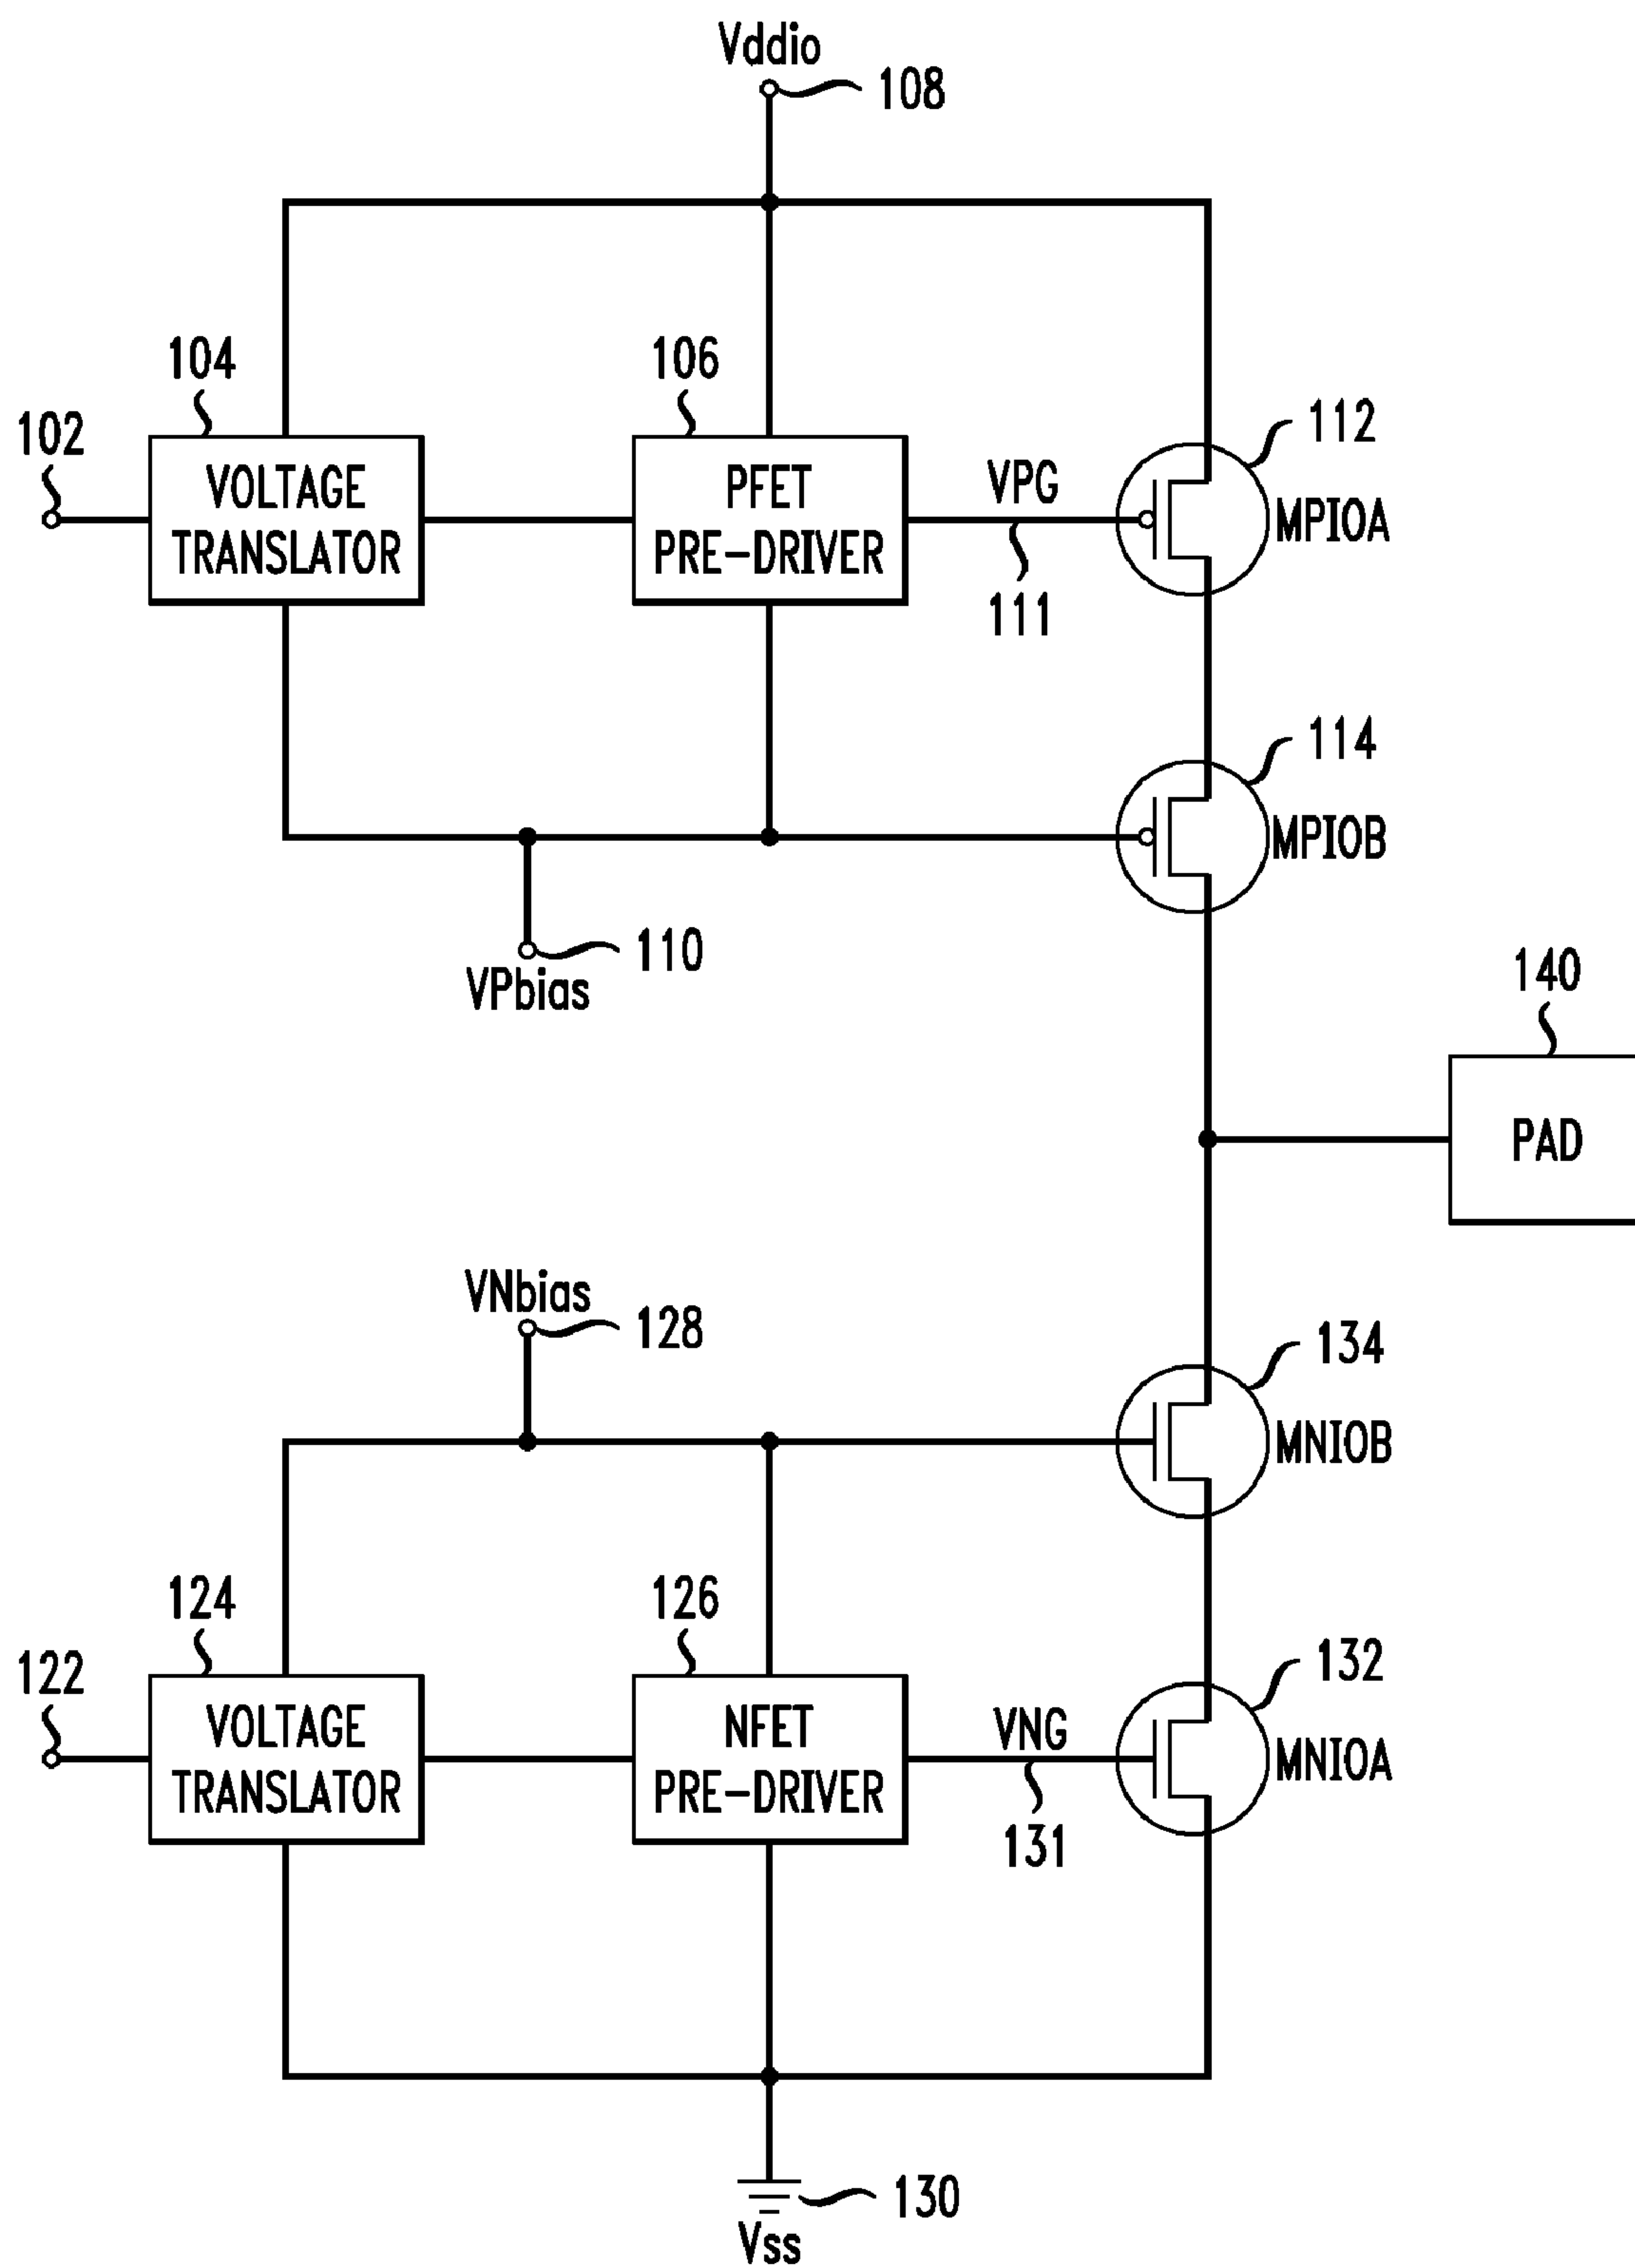 Vddio
108
104
106
102
112
VOLTAGE
TRANSLATOR
PFET
PRE-DRIVER
VPG
111
MPIOA
114
MPIOB
110
VPbias
140
PAD
VNbias
128
134
MNIOB
124
126
122
132
VOLTAGE
TRANSLATOR
NFET
PRE-DRIVER
VNG
131
MNIOA
130
Vss